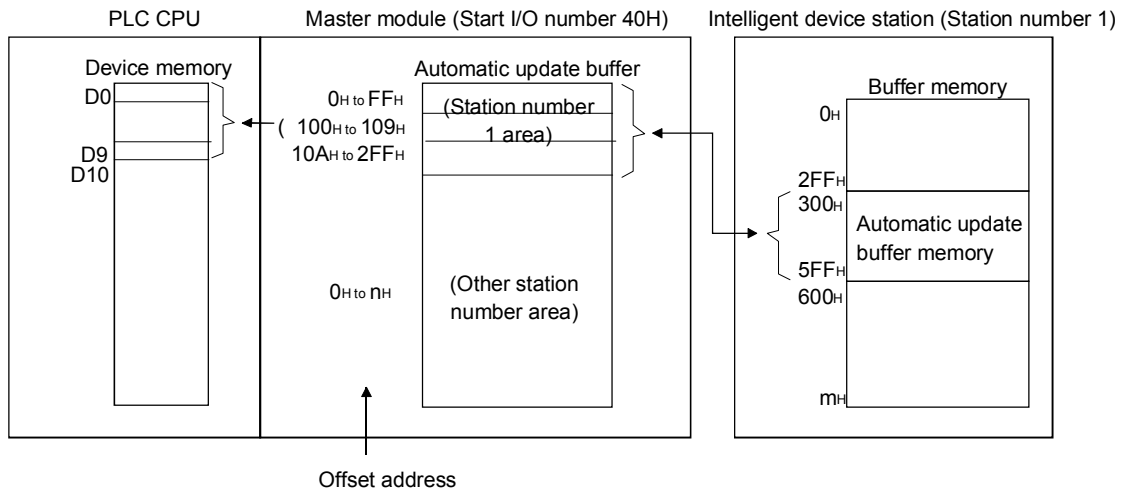 PLC CPU
Master module (Start I/O number 40H)
Intelligent device station (Station number 1)
Device memory
D0
D9
D10
Automatic update buffer
0H to FFH
( 100H to 109H
10AH to 2FFH
(Station number
1 area)
0H to nH
(Other station
number area)
Buffer memory
0H
2FFH
300H
Automatic update
buffer memory
5FFH
600H
mH
Offset address